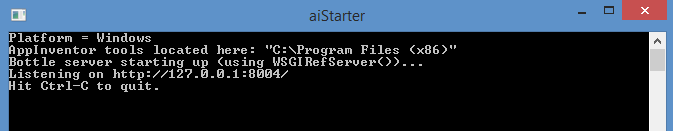 aiStarter
Platform = Windows
AppInventor tools located here: "C:\Program Files (x86)"
Bottle server starting up (using WSGIRefServer())...
Listening on http://127.0.0.1:8004/
Hit Ctrl-C to quit.